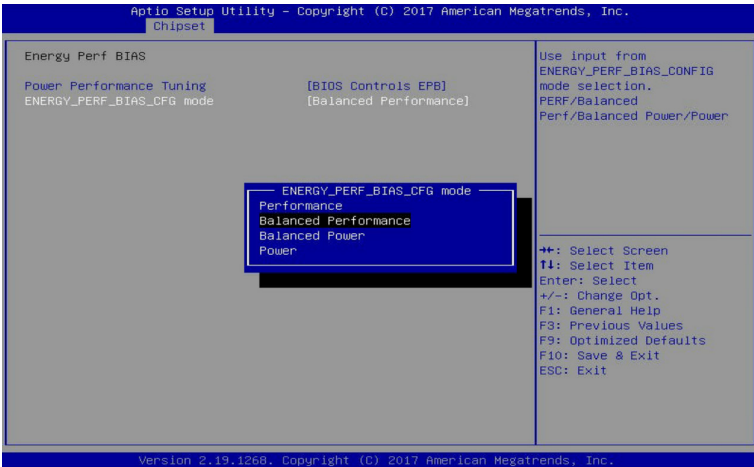 Aptio Setup Utility – Copyright (C) 2017 American Megatrends, Inc.
Chipset
Energy Perf BIAS
Power Performance Tuning [BIOS Controls EPB]
ENERGY_PERF_BIAS_CFG mode [Balanced Performance]
Use input from
ENERGY_PERF_BIAS_CONFIG
mode selection.
PERF/Balanced
Perf/Balanced Power/Power
ENERGY_PERF_BIAS_CFG mode
Performance
Balanced Performance
Balanced Power
Power
→←: Select Screen
↑↓: Select Item
Enter: Select
+/-: Change Opt.
F1: General Help
F3: Previous Values
F9: Optimized Defaults
F10: Save & Exit
ESC: Exit
Version 2.19.1268. Copyright (C) 2017 American Megatrends, Inc.